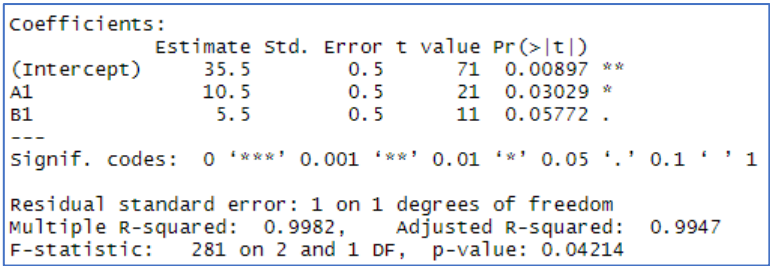 Coefficients:
            Estimate Std. Error t value Pr(>|t|)
(Intercept)     35.5        0.5      71  0.00897 **
A1              10.5        0.5      21  0.03029 *
B1               5.5        0.5      11  0.05772 .
---
Signif. codes:  0 ‘***’ 0.001 ‘**’ 0.01 ‘*’ 0.05 ‘.’ 0.1 ‘ ’ 1
Residual standard error: 1 on 1 degrees of freedom
Multiple R-squared:  0.9982,    Adjusted R-squared:  0.9947
F-statistic:   281 on 2 and 1 DF,  p-value: 0.04214